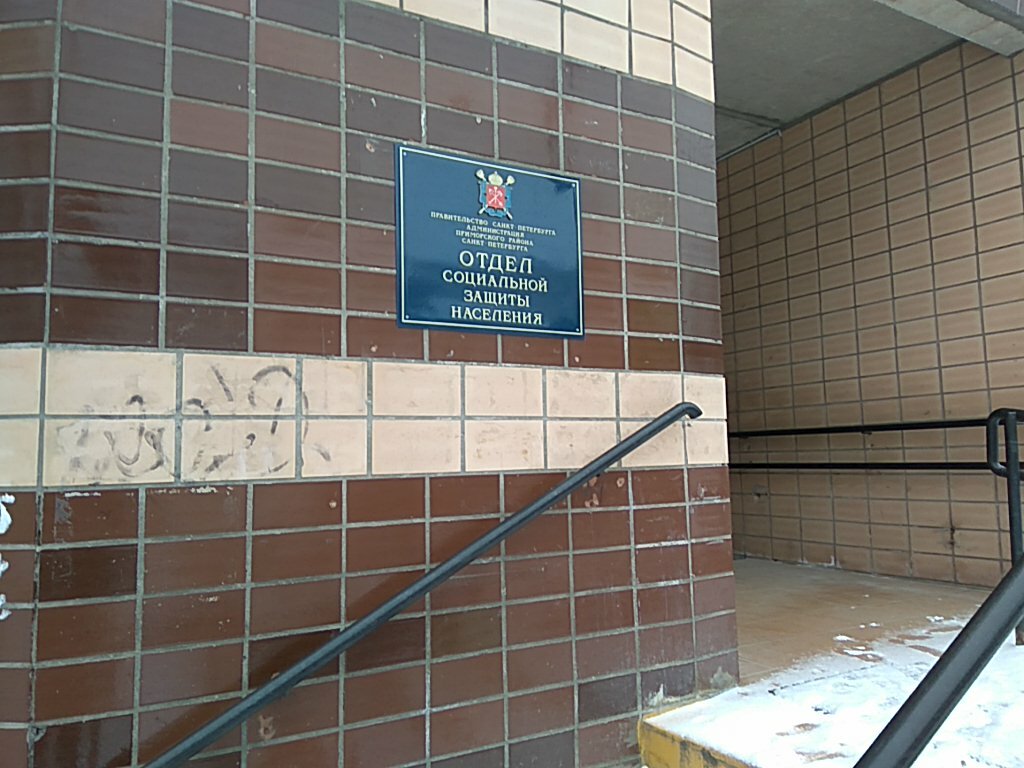 ПРАВИТЕЛЬСТВО САНКТ-ПЕТЕРБУРГА
АДМИНИСТРАЦИЯ
ПРИМОРСКОГО РАЙОНА
САНКТ-ПЕТЕРБУРГА
ОТДЕЛ
СОЦИАЛЬНОЙ
ЗАЩИТЫ
НАСЕЛЕНИЯ